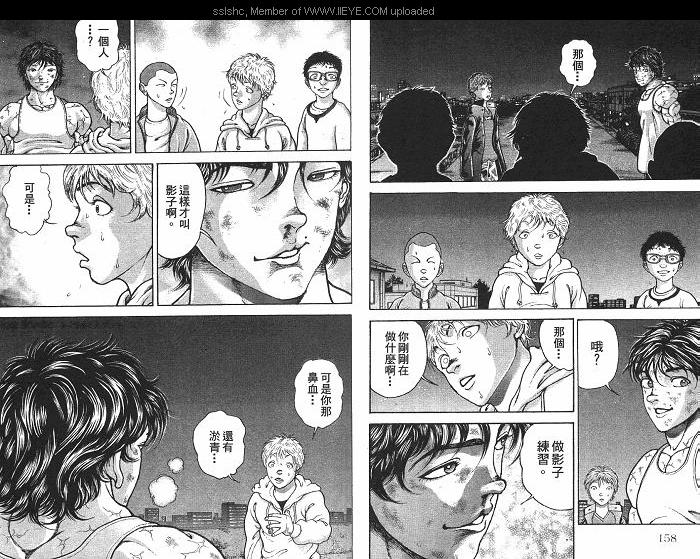 sslshc, Member of WWW.IIEYE.COM uploaded
那個…
哦?
那個…
你剛剛在
做什麼啊…
做影子
練習。
158
一個人
…?
這樣才叫
影子啊。
可是…
可是你那
鼻血…
還有
淤青…